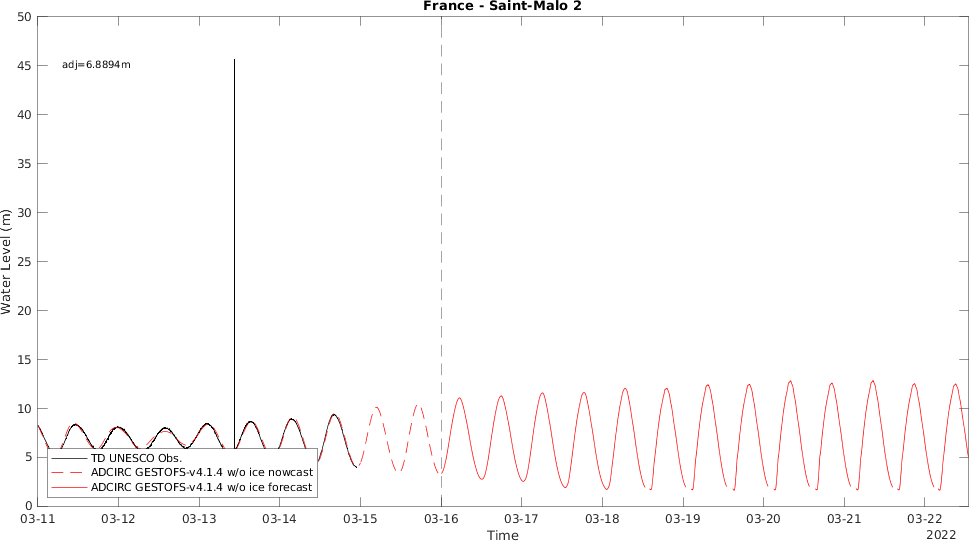 France - Saint-Malo 2
adj=6.8894m
Water Level (m)
50
45
40
35
30
25
20
15
10
5
0
TD UNESCO Obs.
ADCIRC GESTOFS-v4.1.4 w/o ice nowcast
ADCIRC GESTOFS-v4.1.4 w/o ice forecast
03-11 03-12 03-13 03-14 03-15 03-16 03-17 03-18 03-19 03-20 03-21 03-22
2022
Time